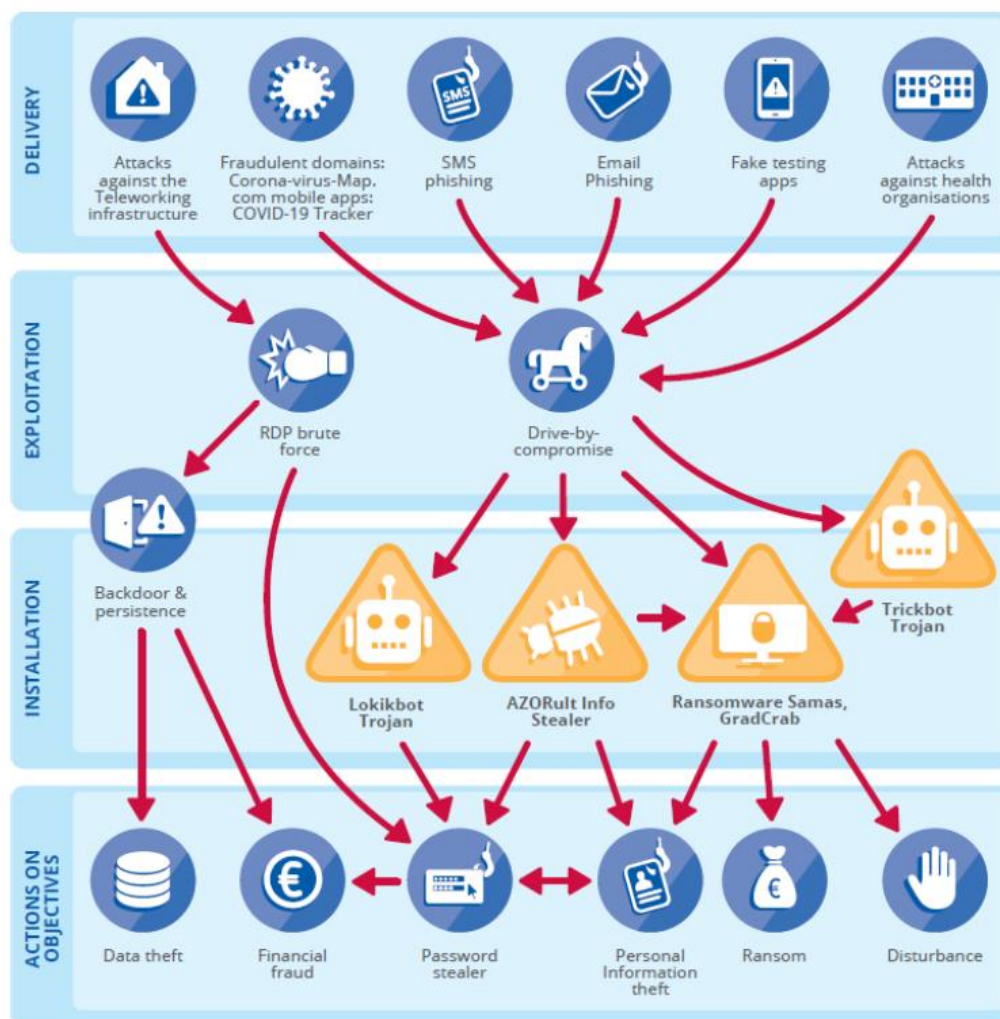 DELIVERY
Attacks
against the
Teleworking
infrastructure
Fraudulent domains:
Corona-virus-Map.
com mobile apps:
COVID-19 Tracker
SMS
SMS
phishing
Email
Phishing
Fake testing
apps
Attacks
against health
organisations
EXPLOITATION
RDP brute
force
Drive-by-
compromise
INSTALLATION
Backdoor &
persistence
Lokikbot
Trojan
AZORult Info
Stealer
Ransomware Samas,
GradCrab
Trickbot
Trojan
ACTIONS ON
OBJECTIVES
€
€
Data theft
Financial
fraud
Password
stealer
Personal
Information
theft
Ransom
Disturbance